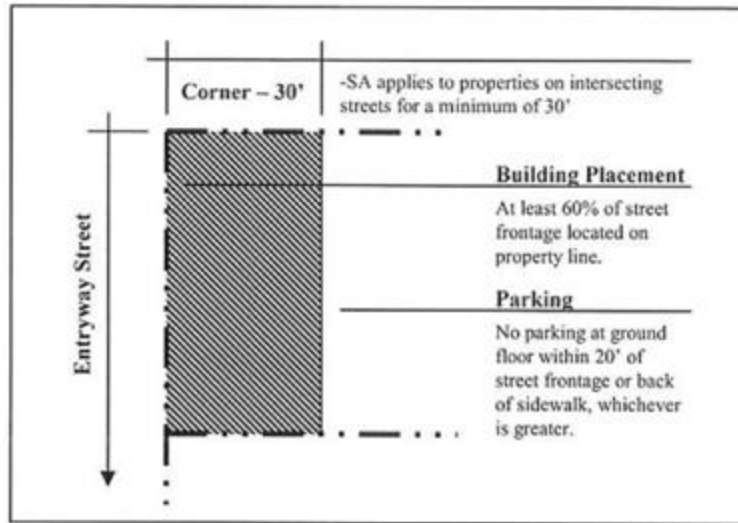 Corner – 30’
-SA applies to properties on intersecting
streets for a minimum of 30’
Entryway Street
Building Placement
At least 60% of street
frontage located on
property line.
Parking
No parking at ground
floor within 20’ of
street frontage or back
of sidewalk, whichever
is greater.